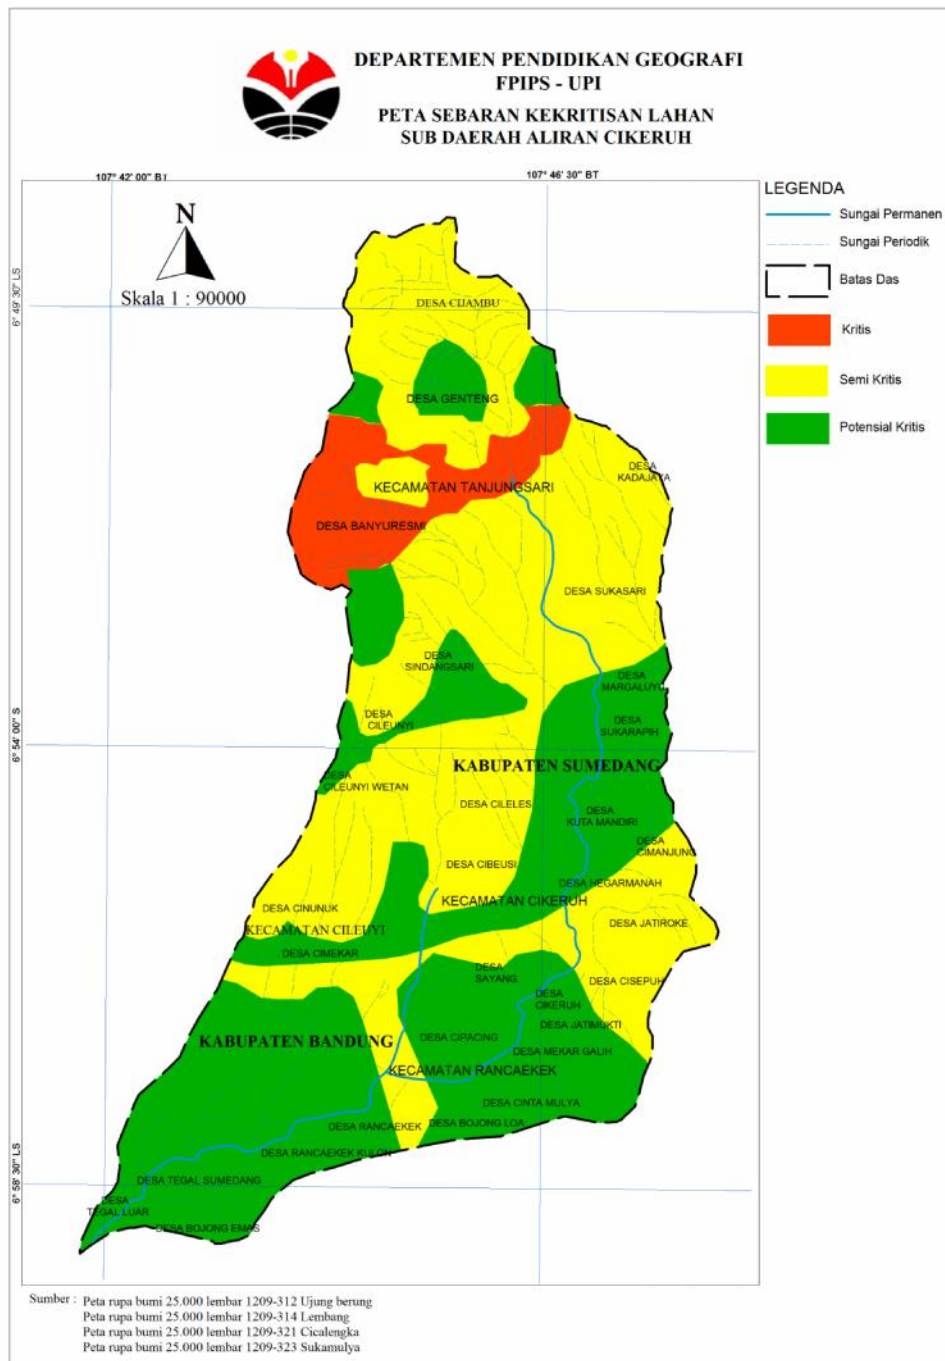 DEPARTEMEN PENDIDIKAN GEOGRAFI
FPIPS - UPI
PETA SEBARAN KEKRITISAN LAHAN
SUB DAERAH ALIRAN CIKERUH
107° 42' 00" BT
107° 46' 30" BT
LEGENDA
Sungai Permanen
Sungai Periodik
Batas Das
Kritis
Semi Kritis
Potensial Kritis
N
Skala 1 : 90000
6° 49' 30" LS
DESA CIJAMBU
DESA GENTENG
DESA
KADAJAYA
KECAMATAN TANJUNGSARI
DESA BANYURESMI
DESA SUKASARI
DESA
SINDANGSARI
DESA
MARGALUYU
DESA
CILEUNYI
DESA
SUKARAPIH
6° 54' 00" S
KABUPATEN SUMEDANG
DESA
CILEUNYI WETAN
DESA CILELES
DESA
KUTA MANDIRI
DESA
CIMANJUNG
DESA CIBEUSI
DESA HEGARMANAH
KECAMATAN CIKERUH
DESA CINUNUK
DESA JATIROKE
KECAMATAN CILEUYI
DESA CIMEKAR
DESA
SAYANG
DESA CISEPUH
DESA
CIKERUH
DESA JATIMUKTI
DESA CIPACING
KABUPATEN BANDUNG
DESA MEKAR GALIH
KECAMATAN RANCAEKEK
DESA CINTA MULYA
DESA BOJONG LOA
DESA RANCAEKEK
DESA RANCAEKEK KULON
6° 58' 30" LS
DESA TEGAL SUMEDANG
DESA
TEGAL LUAR
DESA BOJONG EMAS
Sumber : Peta rupa bumi 25.000 lembar 1209-312 Ujung berung
Peta rupa bumi 25.000 lembar 1209-314 Lembang
Peta rupa bumi 25.000 lembar 1209-321 Cicalengka
Peta rupa bumi 25.000 lembar 1209-323 Sukamulya